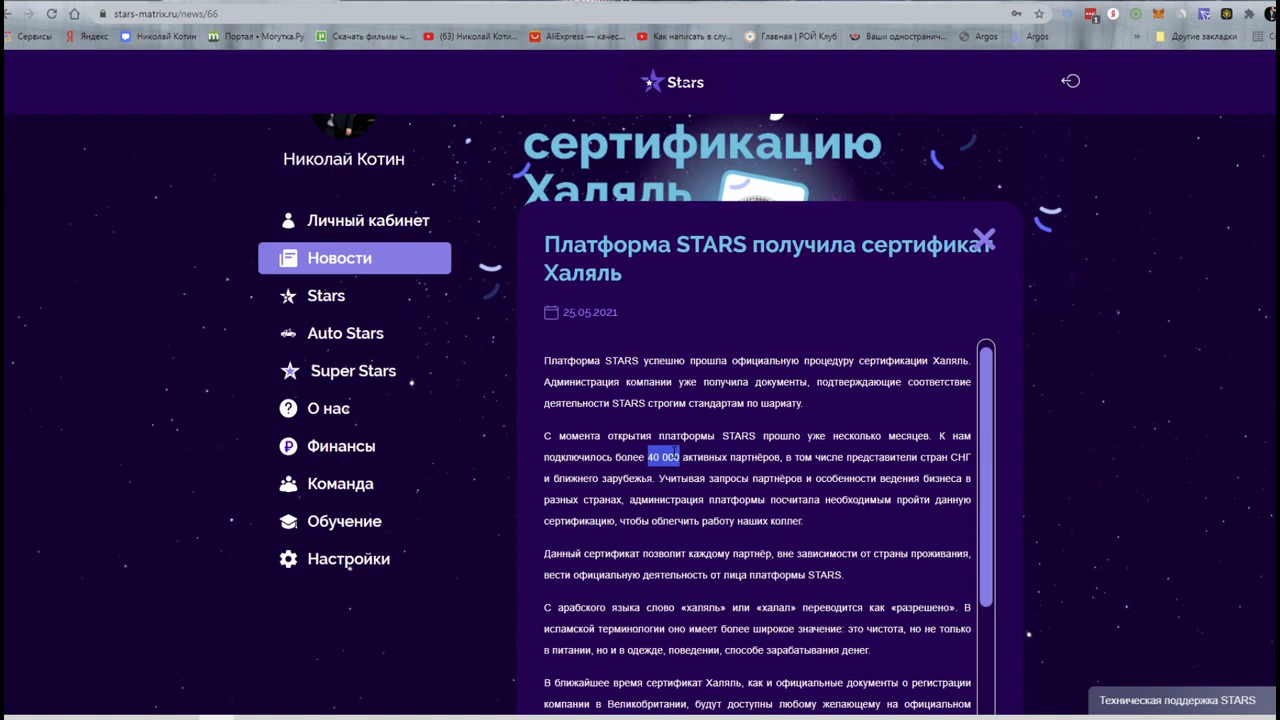 stars-matrix.ru/news/66
Сервисы
Яндекс
Николай Котин
Портал • Могутка.Ру
Скачать фильмы ч...
(63) Николай Коти...
AliExpress — качес...
Как написать в слу...
Главная | РОЙ Клуб
Ваши одностранич...
Argos
Argos
»
Другие закладки
Stars
сертификацию
Халяль
Николай Котин
Личный кабинет
Новости
Stars
Auto Stars
Super Stars
О нас
Финансы
Команда
Обучение
Настройки
Платформа STARS получила сертификат
Халяль
25.05.2021
Платформа STARS успешно прошла официальную процедуру сертификации Халяль.
Администрация компании уже получила документы, подтверждающие соответствие
деятельности STARS строгим стандартам по шариату.
С момента открытия платформы STARS прошло уже несколько месяцев. К нам
подключилось более 40 000 активных партнёров, в том числе представители стран СНГ
и ближнего зарубежья. Учитывая запросы партнёров и особенности ведения бизнеса в
разных странах, администрация платформы посчитала необходимым пройти данную
сертификацию, чтобы облегчить работу наших коллег.
Данный сертификат позволит каждому партнёр, вне зависимости от страны проживания,
вести официальную деятельность от лица платформы STARS.
С арабского языка слово «халяль» или «халал» переводится как «разрешено». В
исламской терминологии оно имеет более широкое значение: это чистота, но не только
в питании, но и в одежде, поведении, способе зарабатывания денег.
В ближайшее время сертификат Халяль, как и официальные документы о регистрации
компании в Великобритании, будут доступны любому желающему на официальном
Техническая поддержка STARS